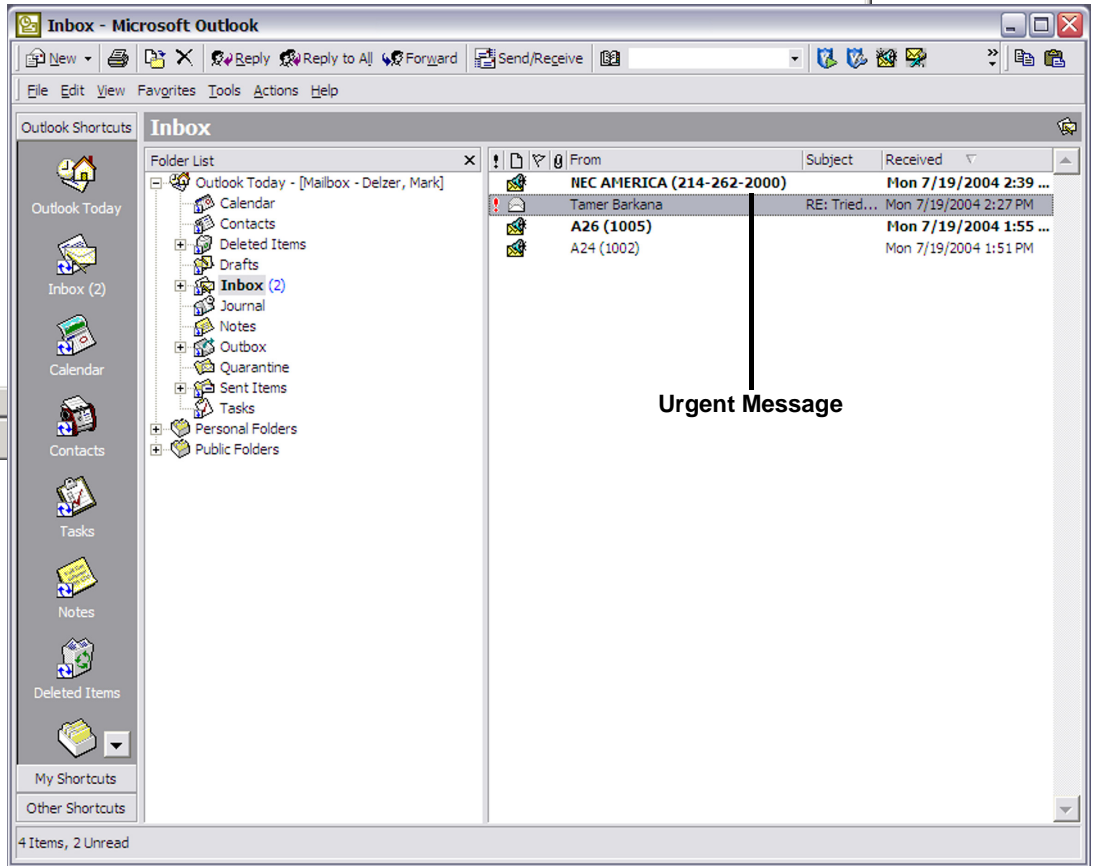 Inbox - Microsoft Outlook
New Reply Reply to All Forward Send/Receive
File Edit View Favorites Tools Actions Help
Outlook Shortcuts
Inbox
Outlook Today
Inbox (2)
Calendar
Contacts
Tasks
Notes
Deleted Items
My Shortcuts
Other Shortcuts
Folder List
Outlook Today - [Mailbox - Delzer, Mark]
Calendar
Contacts
Deleted Items
Drafts
Inbox (2)
Journal
Notes
Outbox
Quarantine
Sent Items
Tasks
Personal Folders
Public Folders
! From Subject Received
NEC AMERICA (214-262-2000) Mon 7/19/2004 2:39 ...
! Tamer Barkana RE: Tried... Mon 7/19/2004 2:27 PM
A26 (1005) Mon 7/19/2004 1:55 ...
A24 (1002) Mon 7/19/2004 1:51 PM
Urgent Message
4 Items, 2 Unread